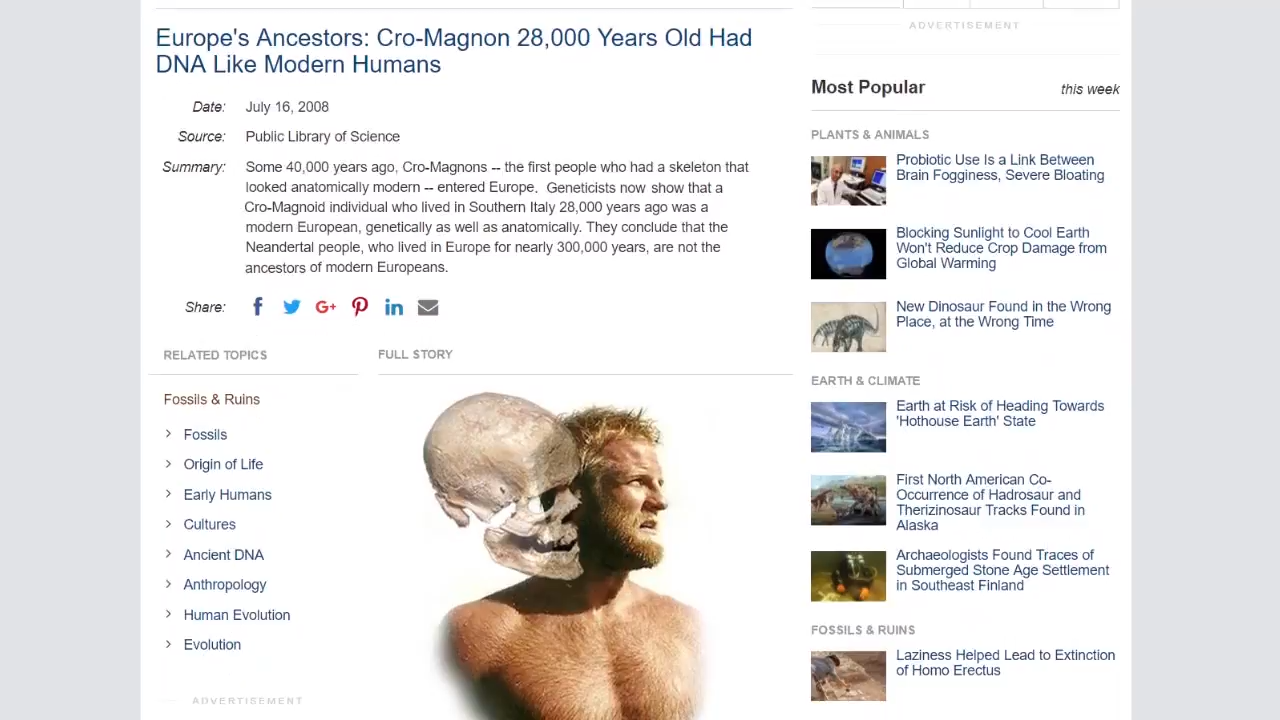 Europe's Ancestors: Cro-Magnon 28,000 Years Old Had
DNA Like Modern Humans
Date: July 16, 2008
Source: Public Library of Science
Summary: Some 40,000 years ago, Cro-Magnons -- the first people who had a skeleton that
looked anatomically modern -- entered Europe. Geneticists now show that a
Cro-Magnoid individual who lived in Southern Italy 28,000 years ago was a
modern European, genetically as well as anatomically. They conclude that the
Neandertal people, who lived in Europe for nearly 300,000 years, are not the
ancestors of modern Europeans.
Share: f G+ in
RELATED TOPICS
Fossils & Ruins
Fossils
Origin of Life
Early Humans
Cultures
Ancient DNA
Anthropology
Human Evolution
Evolution
ADVERTISEMENT
FULL STORY
ADVERTISEMENT
Most Popular this week
PLANTS & ANIMALS
Probiotic Use Is a Link Between
Brain Fogginess, Severe Bloating
Blocking Sunlight to Cool Earth
Won't Reduce Crop Damage from
Global Warming
New Dinosaur Found in the Wrong
Place, at the Wrong Time
EARTH & CLIMATE
Earth at Risk of Heading Towards
'Hothouse Earth' State
First North American Co-
Occurrence of Hadrosaur and
Therizinosaur Tracks Found in
Alaska
Archaeologists Found Traces of
Submerged Stone Age Settlement
in Southeast Finland
FOSSILS & RUINS
Laziness Helped Lead to Extinction
of Homo Erectus